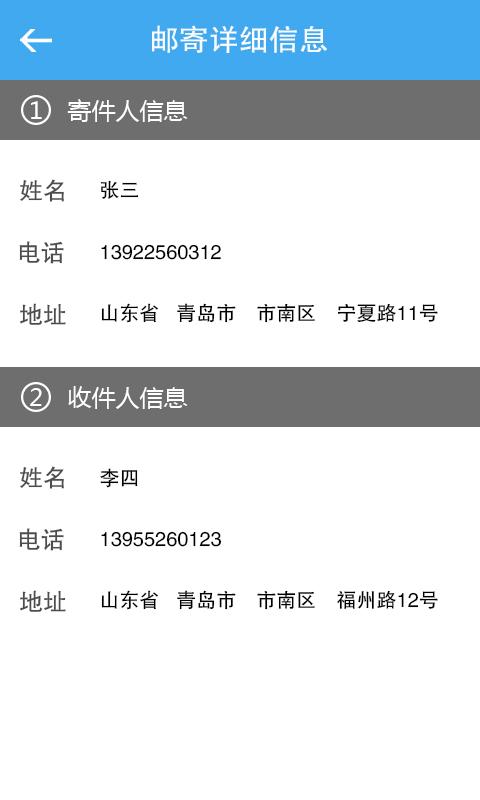 邮寄详细信息
① 寄件人信息
姓名 张三
电话 13922560312
地址 山东省 青岛市 市南区 宁夏路11号
② 收件人信息
姓名 李四
电话 13955260123
地址 山东省 青岛市 市南区 福州路12号